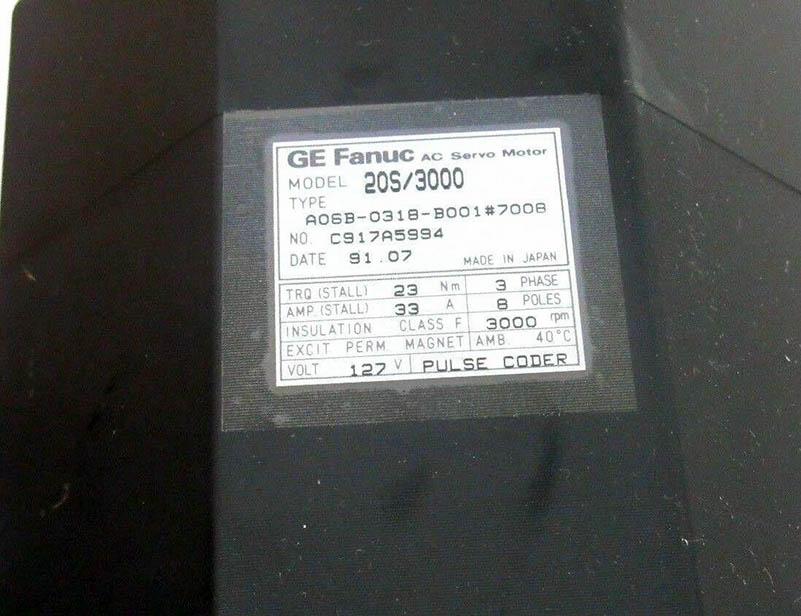 GE Fanuc AC Servo Motor
MODEL 20S/3000
TYPE
A06B-0318-B001#7008
NO. C917A5994
DATE 91.07 MADE IN JAPAN
TRQ.(STALL) 23 Nm 3 PHASE
AMP.(STALL) 33 A 8 POLES
INSULATION CLASS F 3000 rpm
EXCIT PERM MAGNET AMB. 40°C
VOLT 127 V PULSE CODER